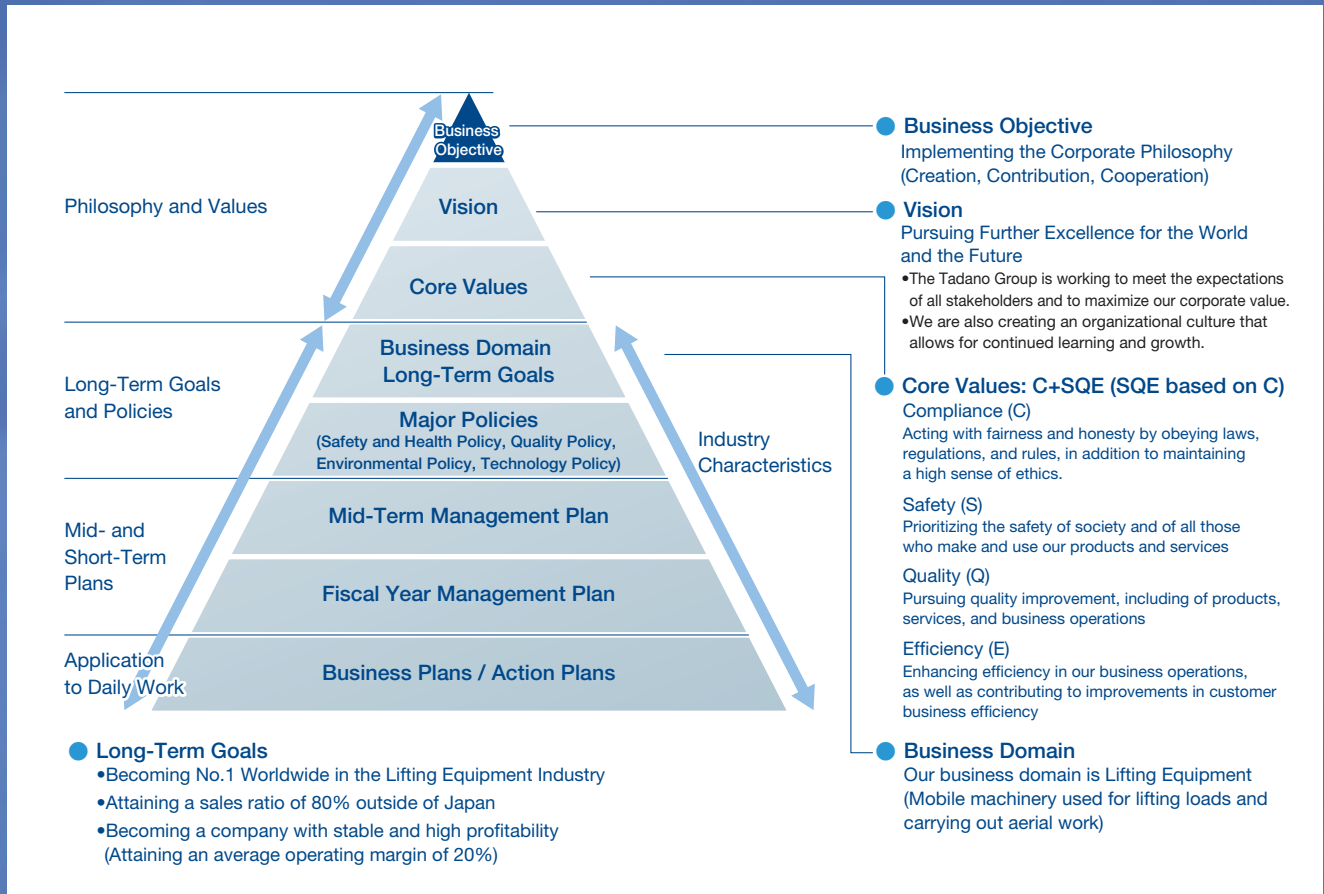 Philosophy and Values
Long-Term Goals
and Policies
Mid- and
Short-Term
Plans
Application
to Daily Work
Business
Objective
Vision
Core Values
Business Domain
Long-Term Goals
Major Policies
(Safety and Health Policy, Quality Policy,
Environmental Policy, Technology Policy)
Mid-Term Management Plan
Fiscal Year Management Plan
Business Plans / Action Plans
Industry
Characteristics
Business Objective
Implementing the Corporate Philosophy
(Creation, Contribution, Cooperation)
Vision
Pursuing Further Excellence for the World
and the Future
•The Tadano Group is working to meet the expectations
of all stakeholders and to maximize our corporate value.
•We are also creating an organizational culture that
allows for continued learning and growth.
Core Values: C+SQE (SQE based on C)
Compliance (C)
Acting with fairness and honesty by obeying laws,
regulations, and rules, in addition to maintaining
a high sense of ethics.
Safety (S)
Prioritizing the safety of society and of all those
who make and use our products and services
Quality (Q)
Pursuing quality improvement, including of products,
services, and business operations
Efficiency (E)
Enhancing efficiency in our business operations,
as well as contributing to improvements in customer
business efficiency
Business Domain
Our business domain is Lifting Equipment
(Mobile machinery used for lifting loads and
carrying out aerial work)
Long-Term Goals
•Becoming No.1 Worldwide in the Lifting Equipment Industry
•Attaining a sales ratio of 80% outside of Japan
•Becoming a company with stable and high profitability
(Attaining an average operating margin of 20%)